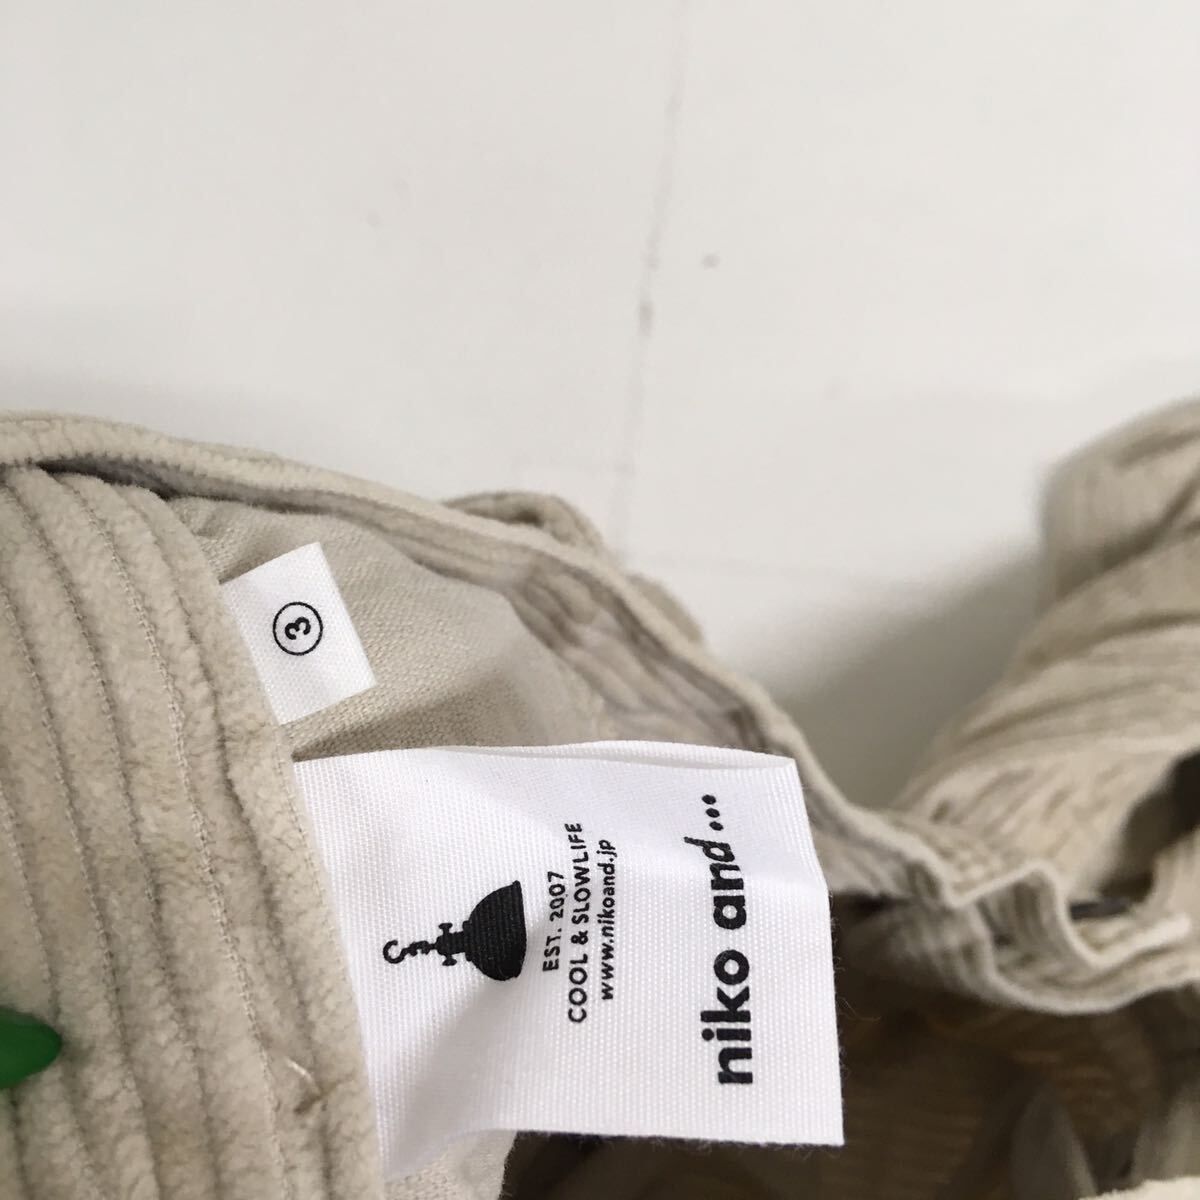 ③
EST. 2007
COOL & SLOWLIFE
www.nikoand.jp
niko and...